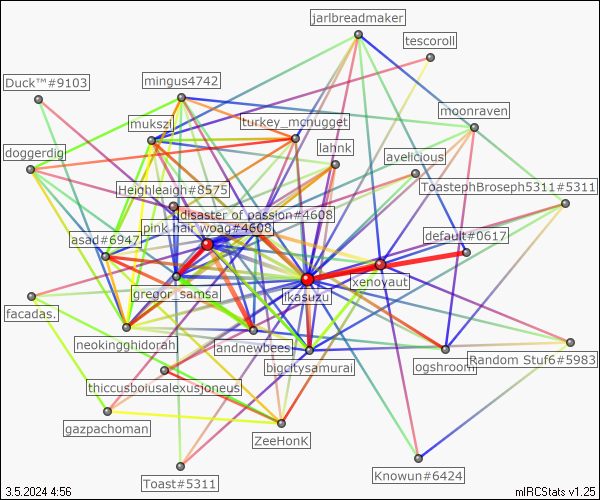 jarlbreadmaker
tescoroll
Duck™#9103
mingus4742
moonraven
mukszi
turkey_mcnugget
lahnk
doggerdig
avelicious
Heighleaigh#8575
ToastephBroseph5311#5311
disaster of passion#4608
pink hair woag#4608
asad#6947
default#0617
xenoyaut
gregor_samsa
ikasuzu
facadas.
neokingghidorah
andnewbees
bigcitysamurai
ogshroom
Random Stuf6#5983
thiccusboiusalexusjoneus
gazpachoman
ZeeHonK
Toast#5311
Knowun#6424
3.5.2024 4:56
mIRCStats v1.25